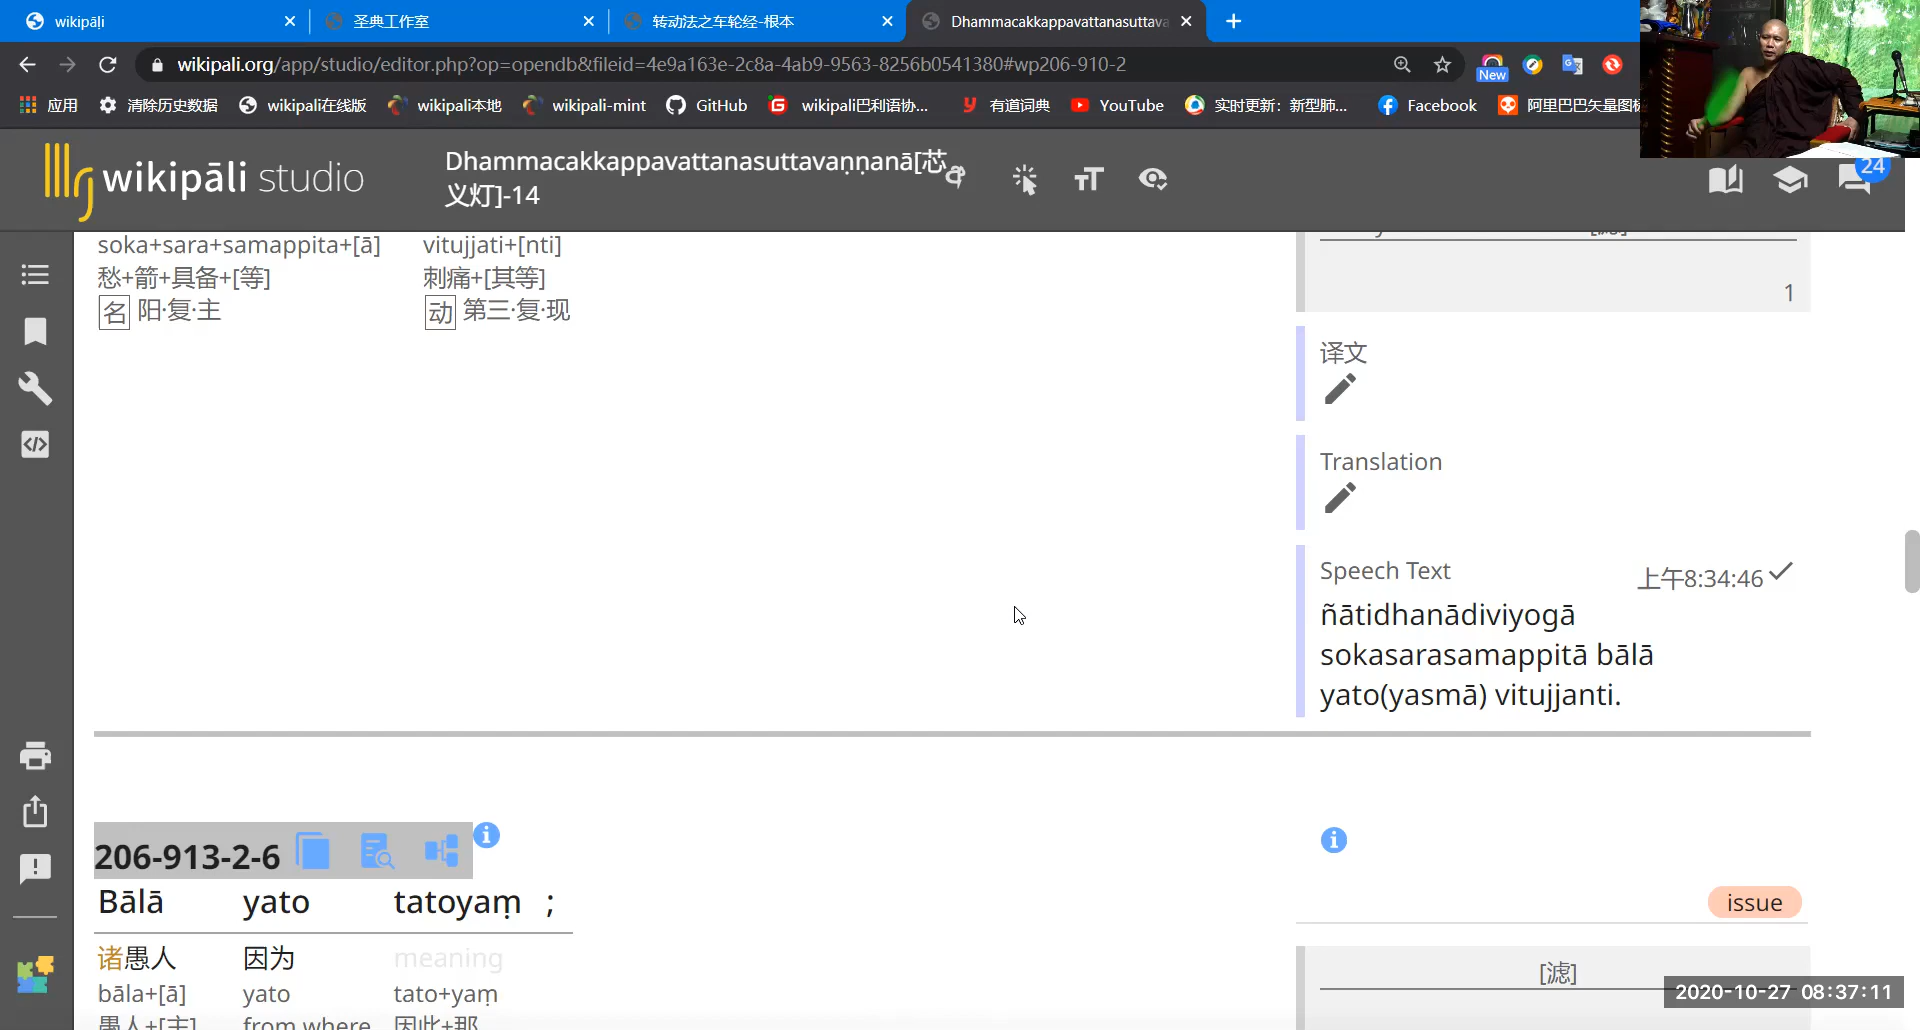 wikipāli
圣典工作室
转动法之车轮经-根本
Dhammacakkappavattanasuttava
wikipali.org/app/studio/editor.php?op=opendb&fileid=4e9a163e-2c8a-4ab9-9563-8256b0541380#wp206-910-2
New
应用
清除历史数据
wikipali在线版
wikipali本地
wikipali-mint
GitHub
wikipali巴利语协...
有道词典
YouTube
实时更新：新型肺...
Facebook
阿里巴巴矢量图标
wikipāli studio
Dhammacakkappavattanasuttavaṇṇanā[芯
义灯]-14
24
soka+sara+samappita+[ā]
愁+箭+具备+[等]
名 阳·复·主
vitujjati+[nti]
刺痛+[其等]
动 第三·复·现
1
译文
Translation
Speech Text
上午8:34:46
ñātidhanādiviyogā
sokasarasamappitā bālā
yato(yasmā) vitujjanti.
206-913-2-6
Bālā yato tatoyaṃ ;
诸愚人 因为 meaning
bāla+[ā] yato tato+yaṃ
愚人+[主] from where 因此+那
issue
[滤]
2020-10-27 08:37:11